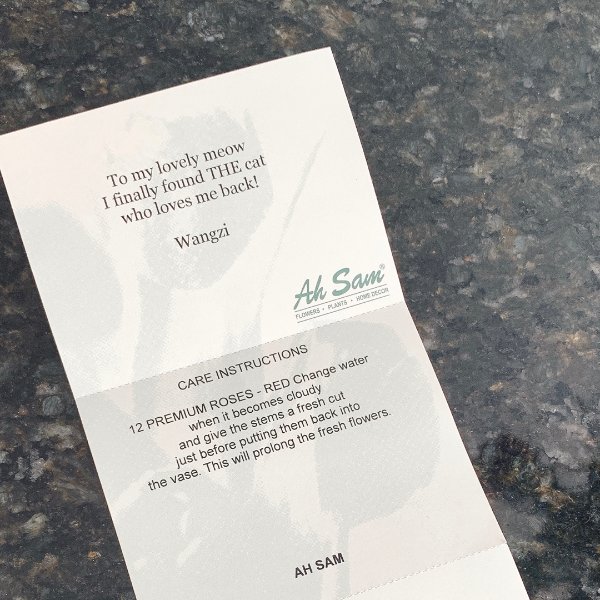 To my lovely meow
I finally found THE cat
who loves me back!
Wangzi
Ah Sam®
FLOWERS • PLANTS • HOME DECOR
CARE INSTRUCTIONS
12 PREMIUM ROSES - RED Change water
when it becomes cloudy
and give the stems a fresh cut
just before putting them back into
the vase. This will prolong the fresh flowers.
AH SAM